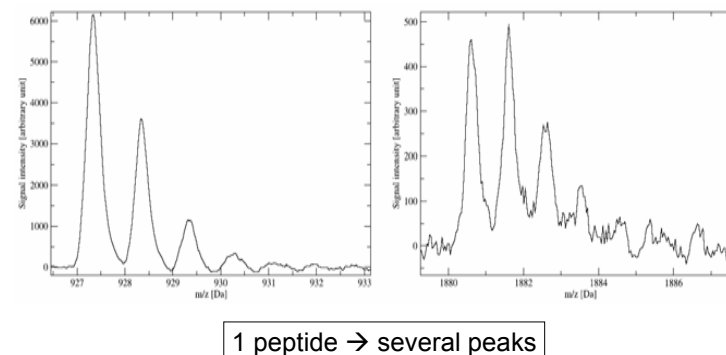 6000
5000
4000
3000
2000
1000
0
Signal intensity [arbitrary unit]
927 928 929 930 931 932 933
m/z [Da]
500
400
300
200
100
0
Signal intensity [arbitrary unit]
1880 1882 1884 1886
m/z [Da]
1 peptide → several peaks